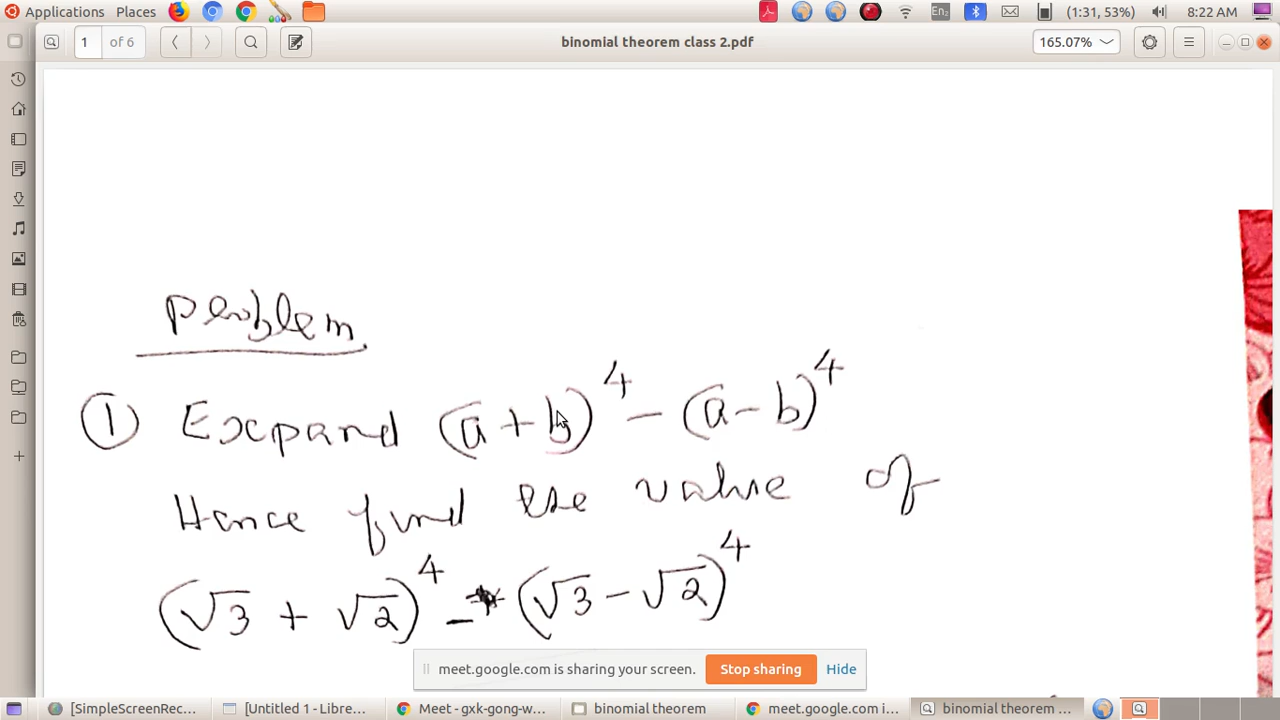 Applications Places En₂ (1:31, 53%) 8:22 AM
1 of 6 binomial theorem class 2.pdf 165.07%
Problem
① Expand (a + b)⁴ - (a - b)⁴
Hence find the value of
(√3 + √2)⁴ - (√3 - √2)⁴
meet.google.com is sharing your screen. Stop sharing Hide
[SimpleScreenRec... [Untitled 1 - Libre... Meet - gxk-gong-w... binomial theorem meet.google.com i... binomial theorem ...